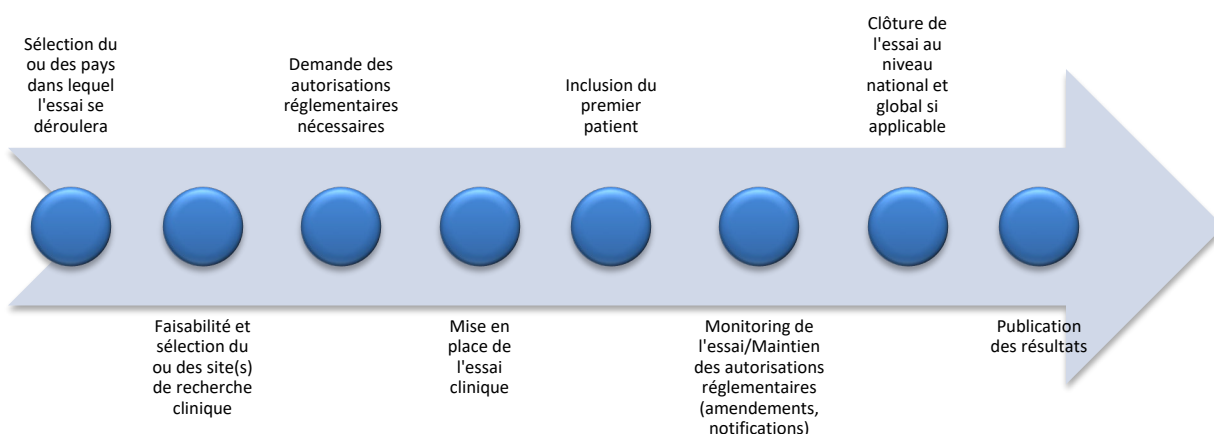 Sélection du
ou des pays
dans lequel
l'essai se
déroulera
Faisabilité et
sélection du
ou des site(s)
de recherche
clinique
Demande des
autorisations
réglementaires
nécessaires
Mise en
place de
l'essai
clinique
Inclusion du
premier
patient
Monitoring de
l'essai/Maintien
des autorisations
réglementaires
(amendements,
notifications)
Clôture de
l'essai au
niveau
national et
global si
applicable
Publication
des résultats